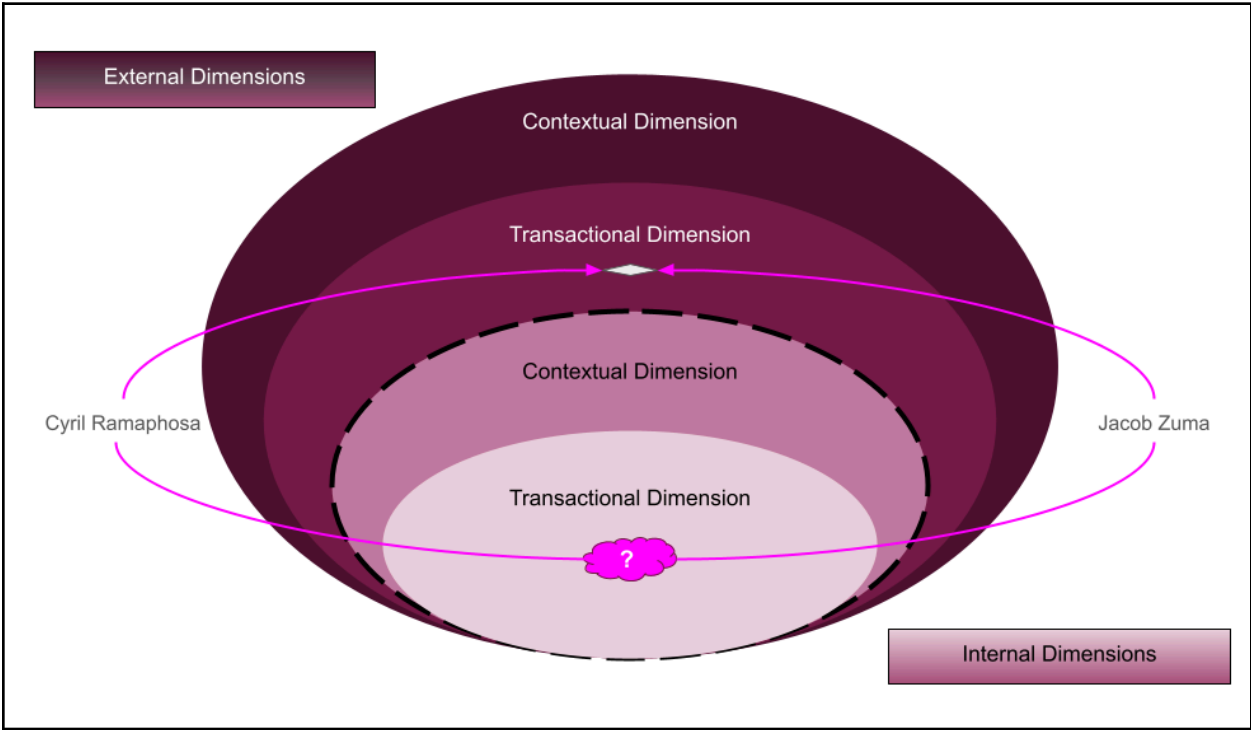 External Dimensions
Contextual Dimension
Transactional Dimension
Contextual Dimension
Cyril Ramaphosa
Jacob Zuma
Transactional Dimension
?
Internal Dimensions